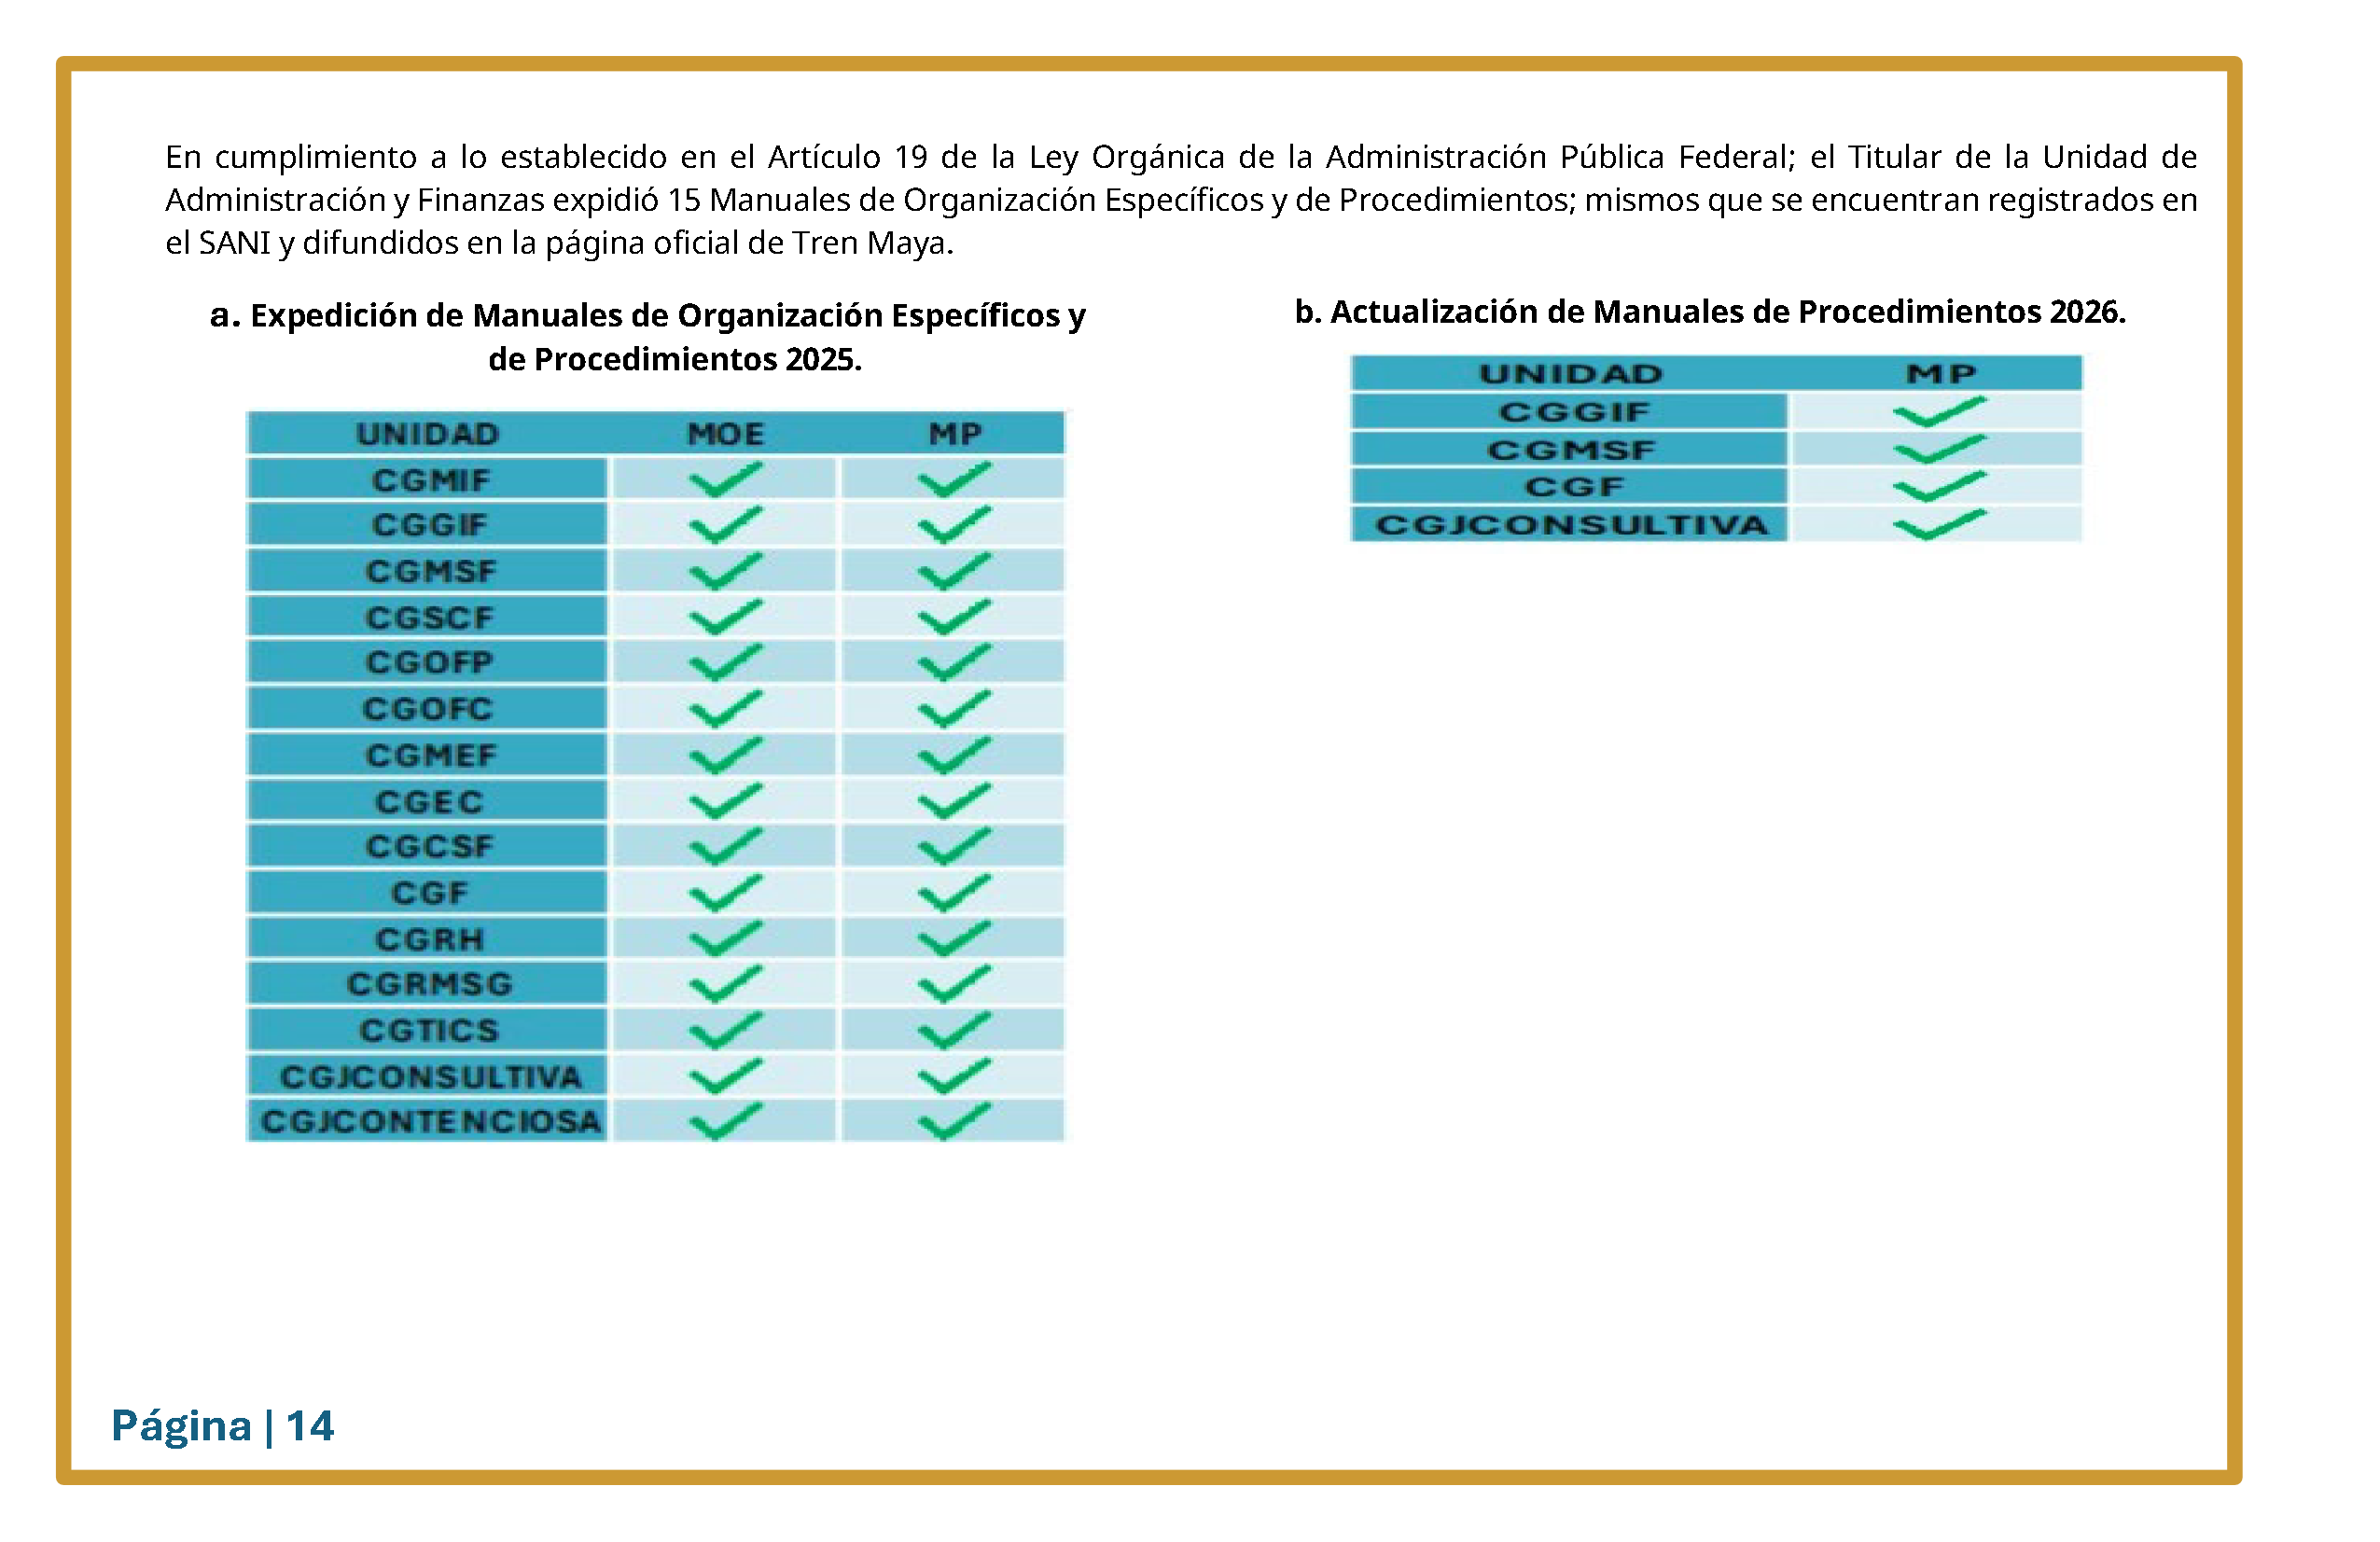 En cumplimiento a lo establecido en el Artículo 19 de la Ley Orgánica de la Administración Pública Federal; el Titular de la Unidad de
Administración y Finanzas expidió 15 Manuales de Organización Específicos y de Procedimientos; mismos que se encuentran registrados en
el SANI y difundidos en la página oficial de Tren Maya.
a. Expedición de Manuales de Organización Específicos y
de Procedimientos 2025.
UNIDAD MOE MP
CGMIF ✓ ✓
CGGIF ✓ ✓
CGMSF ✓ ✓
CGSCF ✓ ✓
CGOFP ✓ ✓
CGOFC ✓ ✓
CGMEF ✓ ✓
CGEC ✓ ✓
CGCSF ✓ ✓
CGF ✓ ✓
CGRH ✓ ✓
CGRMSG ✓ ✓
CGTICS ✓ ✓
CGJCONSULTIVA ✓ ✓
CGJCONTENCIOSA ✓ ✓
b. Actualización de Manuales de Procedimientos 2026.
UNIDAD MP
CGGIF ✓
CGMSF ✓
CGF ✓
CGJCONSULTIVA ✓
Página | 14